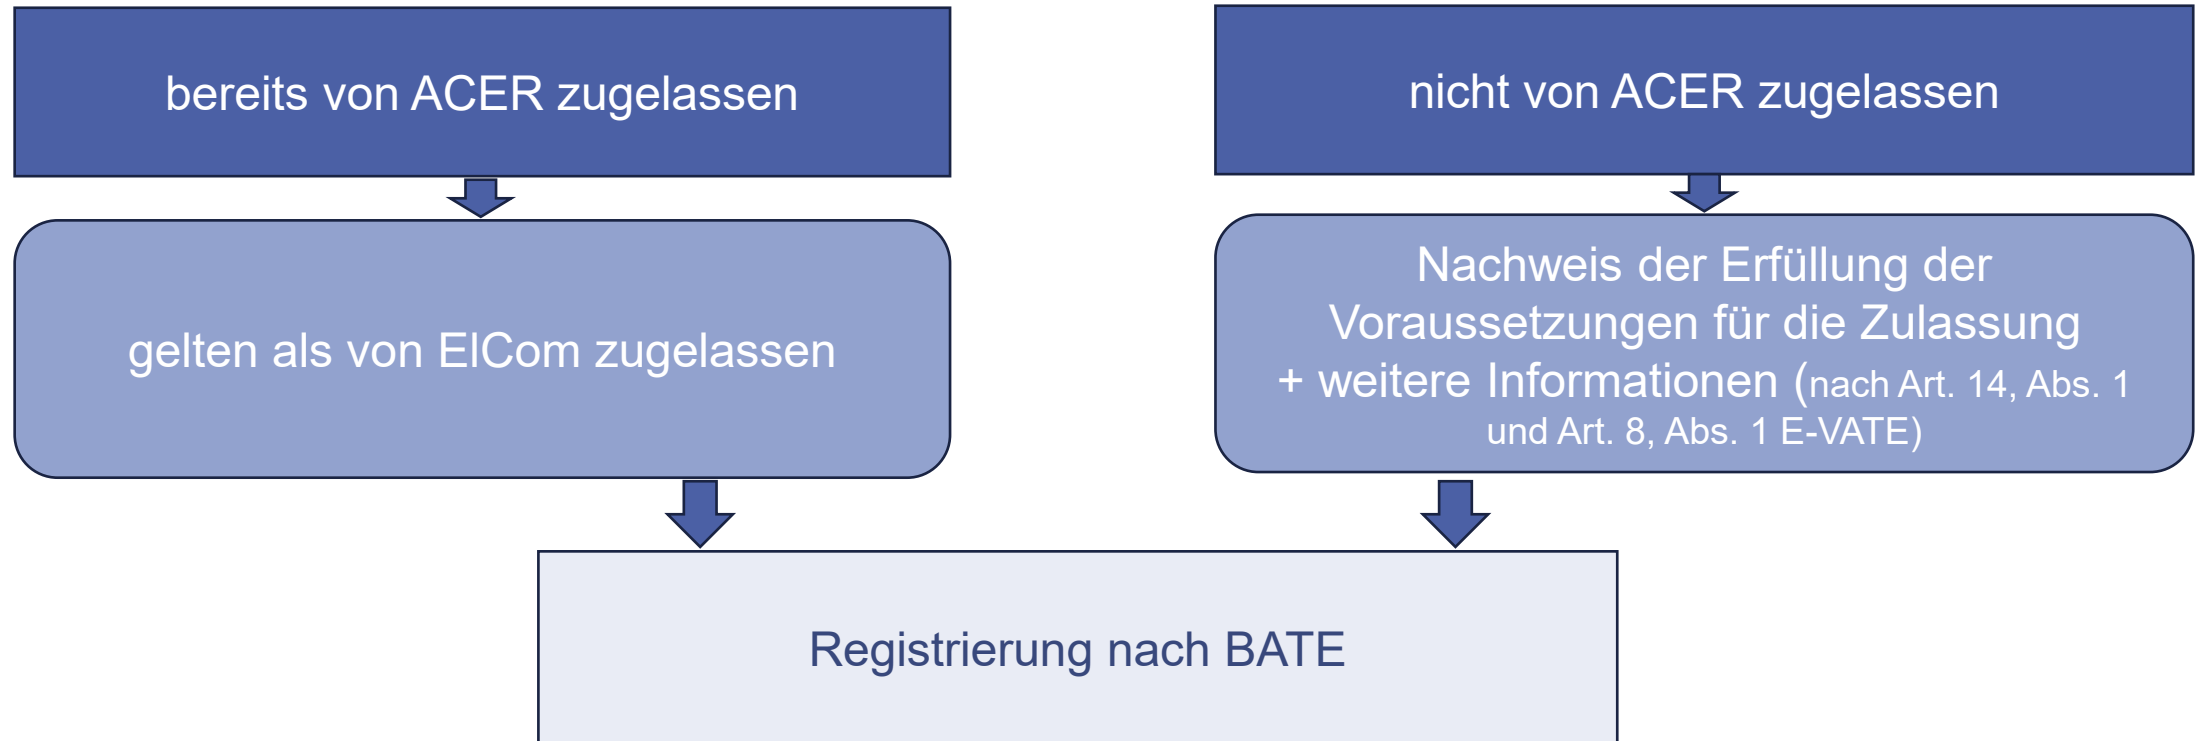 bereits von ACER zugelassen
nicht von ACER zugelassen
gelten als von ElCom zugelassen
Nachweis der Erfüllung der
Voraussetzungen für die Zulassung
+ weitere Informationen (nach Art. 14, Abs. 1
und Art. 8, Abs. 1 E-VATE)
Registrierung nach BATE